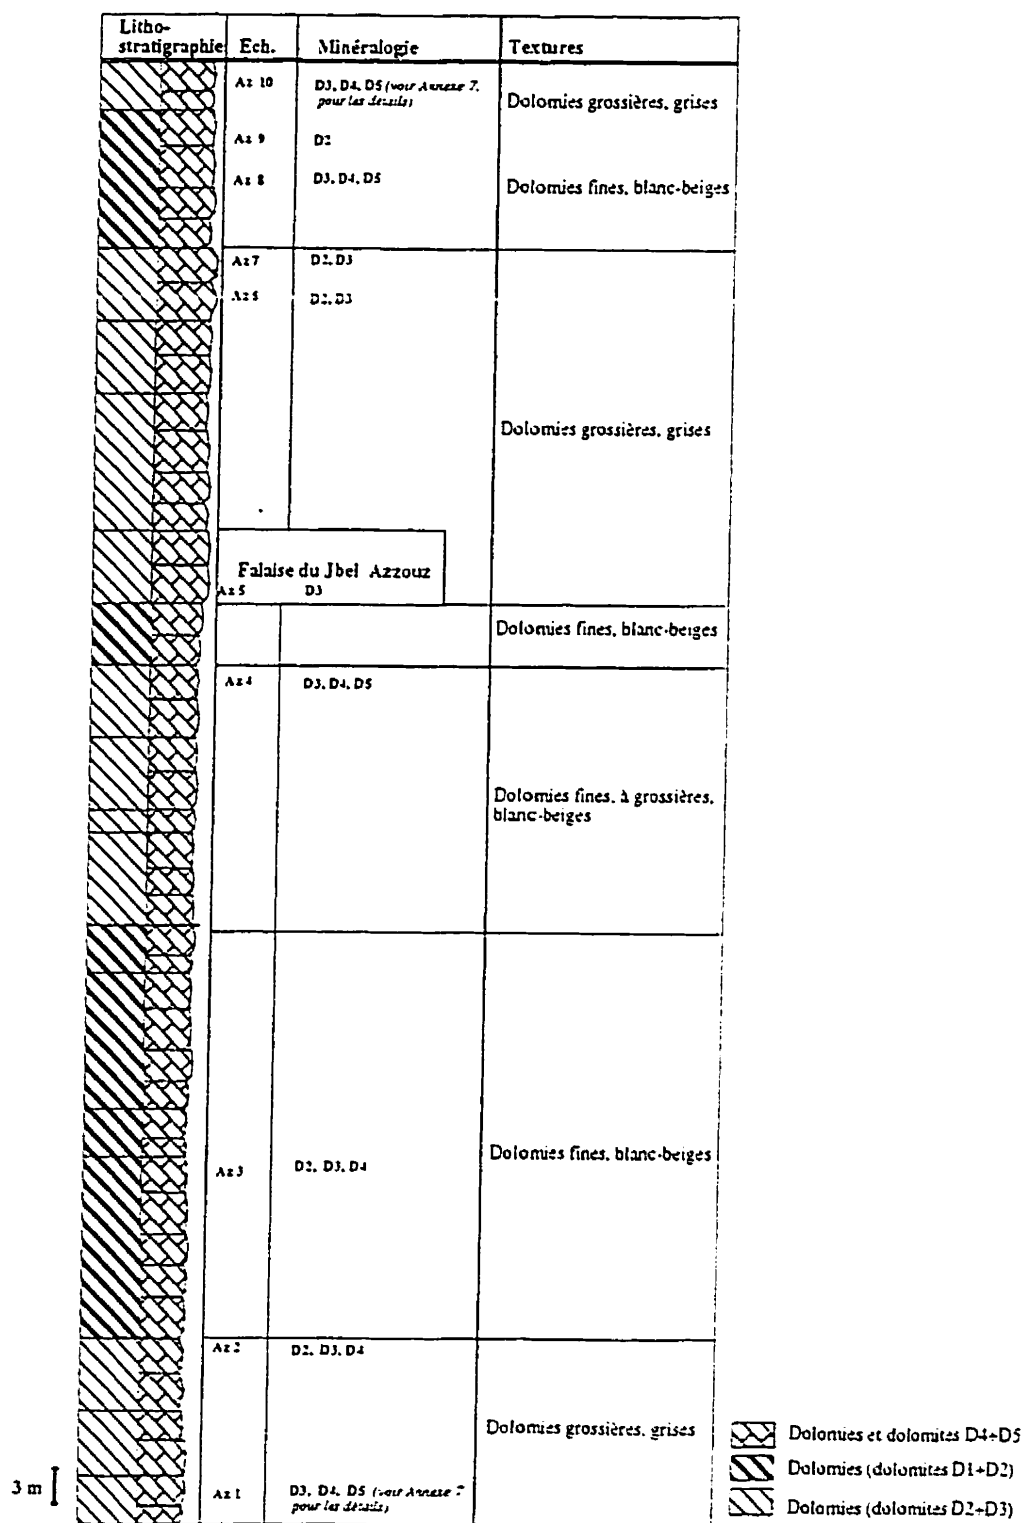 Litho-
stratigraphie Ech. Minéralogie Textures
Az 10 D3, D4, D5 (voir Annexe 7,
pour les détails)
Dolomies grossières, grises
Az 9 D2
Az 8 D3, D4, D5
Dolomies fines, blanc-beiges
Az 7 D2, D3
D2, D3
Dolomies grossières, grises
Falaise du Jbel Azzouz
Az 5 D3
Dolomies fines, blanc-beiges
Az 4 D3, D4, D5
Dolomies fines, à grossières,
blanc-beiges
Dolomies fines, blanc-beiges
Az 3 D2, D3, D4
Az 2 D2, D3, D4
Dolomies grossières, grises
Az 1 D3, D4, D5 (voir Annexe 7
pour les détails)
3 m
Dolomies et dolomites D4+D5
Dolomies (dolomites D1+D2)
Dolomies (dolomites D2+D3)